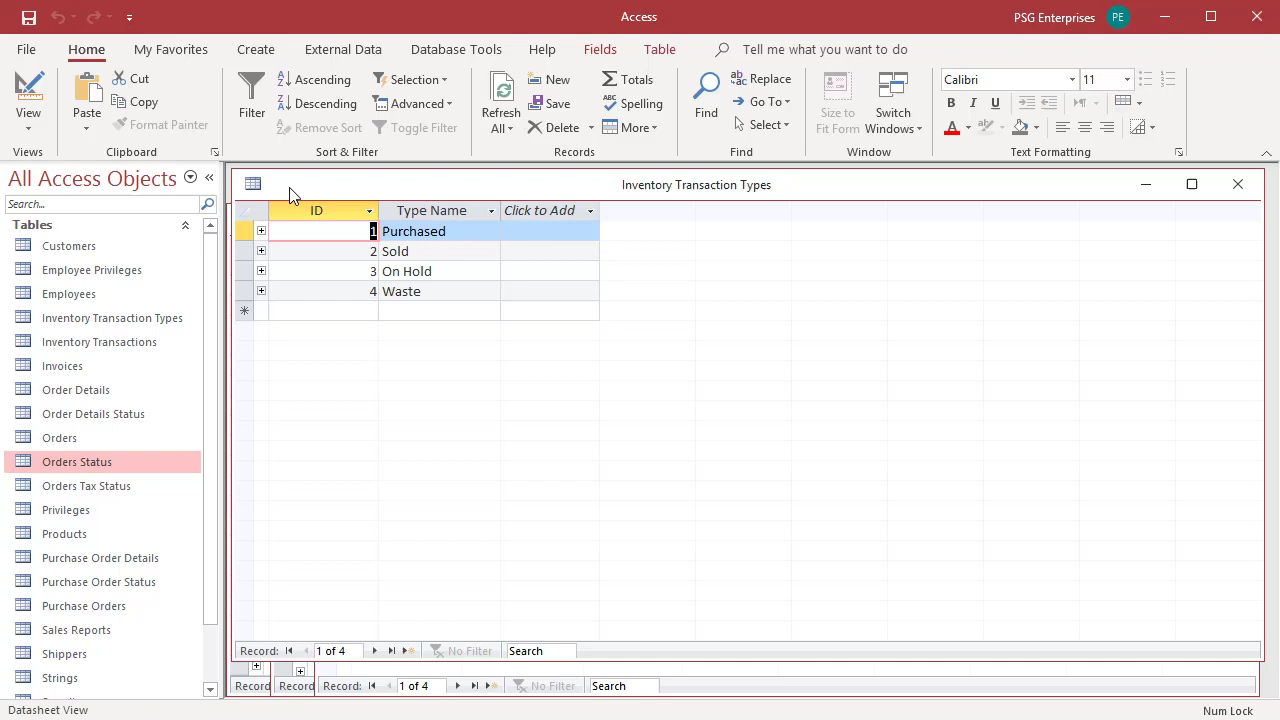 Access
PSG Enterprises PE
File Home My Favorites Create External Data Database Tools Help Fields Table Tell me what you want to do
View
Views
Paste
Cut
Copy
Format Painter
Clipboard
Filter
Ascending
Descending
Remove Sort
Selection
Advanced
Toggle Filter
Sort & Filter
Refresh
All
New
Save
Delete
Totals
Spelling
More
Records
Find
Replace
Go To
Select
Find
Size to
Fit Form
Switch
Windows
Window
Calibri 11
B I U
A
Text Formatting
All Access Objects
Search...
Tables
Customers
Employee Privileges
Employees
Inventory Transaction Types
Inventory Transactions
Invoices
Order Details
Order Details Status
Orders
Orders Status
Orders Tax Status
Privileges
Products
Purchase Order Details
Purchase Order Status
Purchase Orders
Sales Reports
Shippers
Strings
Inventory Transaction Types
ID Type Name Click to Add
1 Purchased
2 Sold
3 On Hold
4 Waste
Record: 1 of 4 No Filter Search
Record Record Record: 1 of 4 No Filter Search
Datasheet View
Num Lock